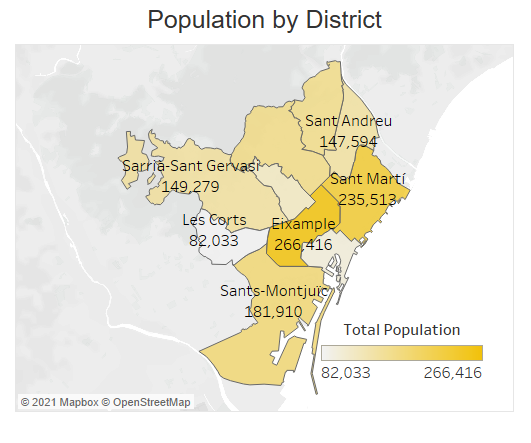 Population by District
Sant Andreu
147,594
Sarrià-Sant Gervasi
149,279
Sant Martí
235,513
Les Corts
82,033
Eixample
266,416
Sants-Montjuïc
181,910
Total Population
82,033 266,416
© 2021 Mapbox © OpenStreetMap